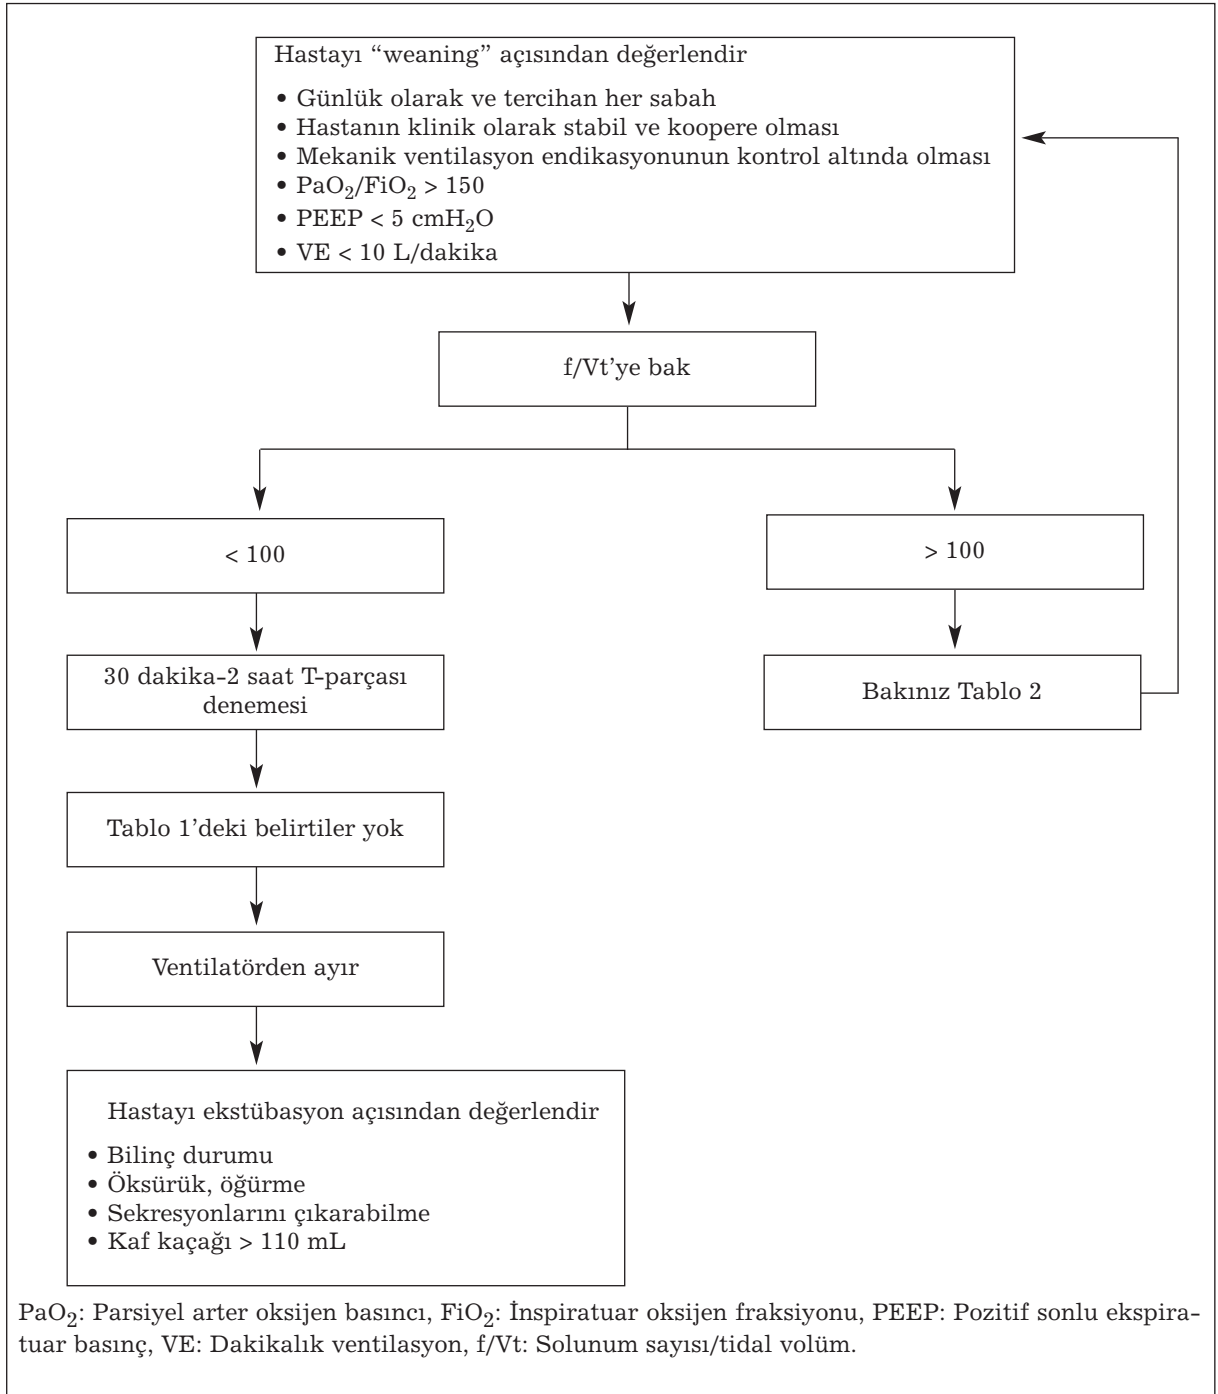 Hastayı “weaning” açısından değerlendir
• Günlük olarak ve tercihan her sabah
• Hastanın klinik olarak stabil ve koopere olması
• Mekanik ventilasyon endikasyonunun kontrol altında olması
• PaO₂/FiO₂ > 150
• PEEP < 5 cmH₂O
• VE < 10 L/dakika
f/Vt’ye bak
< 100
> 100
30 dakika-2 saat T-parçası
denemesi
Bakınız Tablo 2
Tablo 1’deki belirtiler yok
Ventilatörden ayır
Hastayı ekstübasyon açısından değerlendir
• Bilinç durumu
• Öksürük, öğürme
• Sekresyonlarını çıkarabilme
• Kaf kaçağı > 110 mL
PaO₂: Parsiyel arter oksijen basıncı, FiO₂: İnspiratuar oksijen fraksiyonu, PEEP: Pozitif sonlu ekspira-
tuar basınç, VE: Dakikalık ventilasyon, f/Vt: Solunum sayısı/tidal volüm.